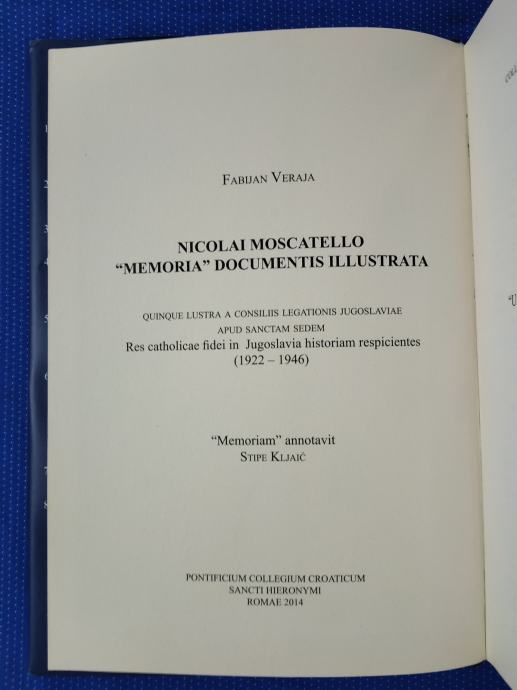 FABIJAN VERAJA
NICOLAI MOSCATELLO
“MEMORIA” DOCUMENTIS ILLUSTRATA
QUINQUE LUSTRA A CONSILIIS LEGATIONIS JUGOSLAVIAE
APUD SANCTAM SEDEM
Res catholicae fidei in Jugoslavia historiam respicientes
(1922 – 1946)
“Memoriam” annotavit
STIPE KLJAIĆ
PONTIFICIUM COLLEGIUM CROATICUM
SANCTI HIERONYMI
ROMAE 2014